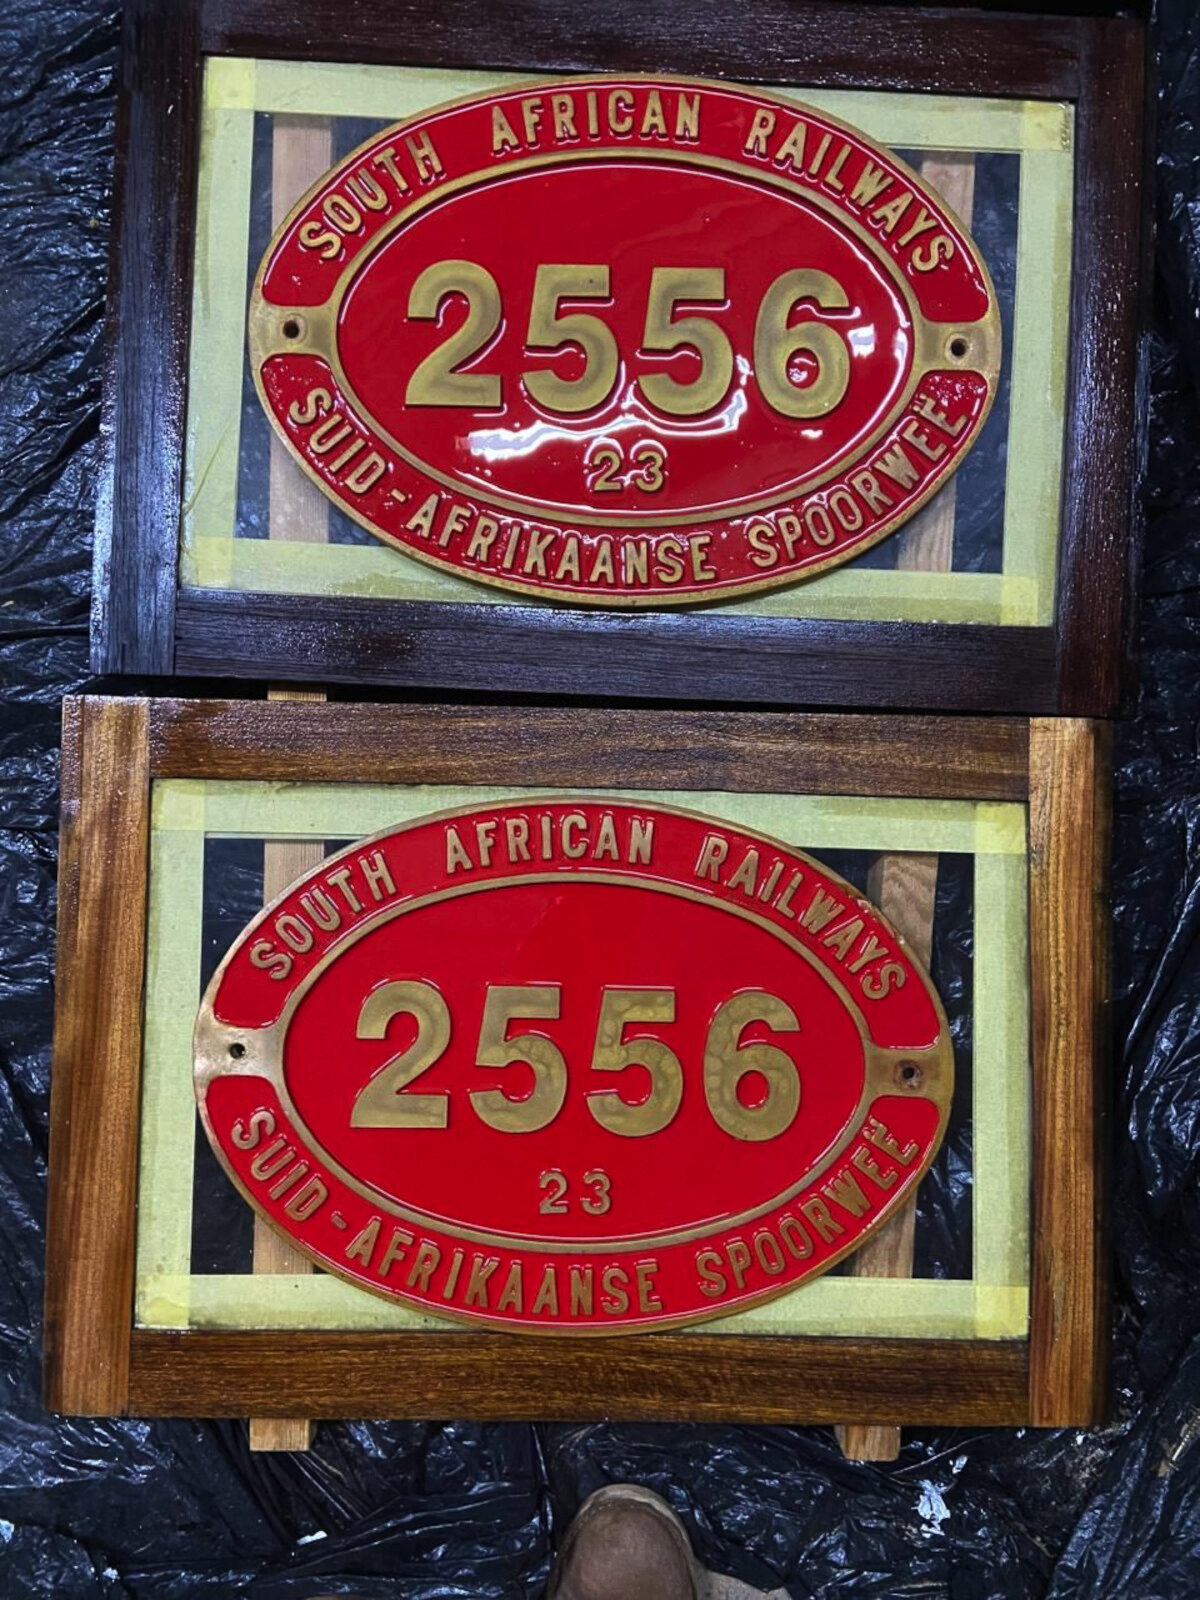 SOUTH AFRICAN RAILWAYS
2556
23
SUID-AFRIKAANSE SPOORWEË
SOUTH AFRICAN RAILWAYS
2556
23
SUID-AFRIKAANSE SPOORWEË